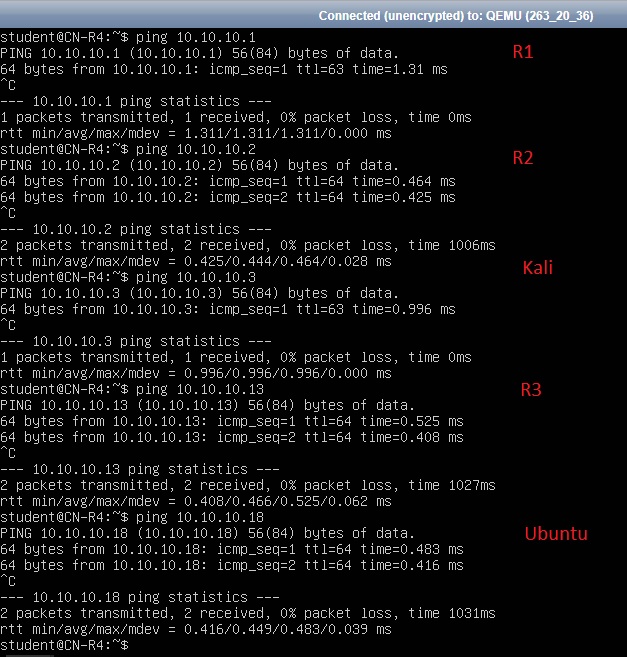 Connected (unencrypted) to: QEMU (263_20_36)
student@CN-R4:~$ ping 10.10.10.1
PING 10.10.10.1 (10.10.10.1) 56(84) bytes of data.
R1
64 bytes from 10.10.10.1: icmp_seq=1 ttl=63 time=1.31 ms
^C
--- 10.10.10.1 ping statistics ---
1 packets transmitted, 1 received, 0% packet loss, time 0ms
rtt min/avg/max/mdev = 1.311/1.311/1.311/0.000 ms
student@CN-R4:~$ ping 10.10.10.2
R2
PING 10.10.10.2 (10.10.10.2) 56(84) bytes of data.
64 bytes from 10.10.10.2: icmp_seq=1 ttl=64 time=0.464 ms
64 bytes from 10.10.10.2: icmp_seq=2 ttl=64 time=0.425 ms
^C
--- 10.10.10.2 ping statistics ---
2 packets transmitted, 2 received, 0% packet loss, time 1006ms
rtt min/avg/max/mdev = 0.425/0.444/0.464/0.028 ms
Kali
student@CN-R4:~$ ping 10.10.10.3
PING 10.10.10.3 (10.10.10.3) 56(84) bytes of data.
64 bytes from 10.10.10.3: icmp_seq=1 ttl=63 time=0.996 ms
^C
--- 10.10.10.3 ping statistics ---
1 packets transmitted, 1 received, 0% packet loss, time 0ms
rtt min/avg/max/mdev = 0.996/0.996/0.996/0.000 ms
student@CN-R4:~$ ping 10.10.10.13
R3
PING 10.10.10.13 (10.10.10.13) 56(84) bytes of data.
64 bytes from 10.10.10.13: icmp_seq=1 ttl=64 time=0.525 ms
64 bytes from 10.10.10.13: icmp_seq=2 ttl=64 time=0.408 ms
^C
--- 10.10.10.13 ping statistics ---
2 packets transmitted, 2 received, 0% packet loss, time 1027ms
rtt min/avg/max/mdev = 0.408/0.466/0.525/0.062 ms
student@CN-R4:~$ ping 10.10.10.18
PING 10.10.10.18 (10.10.10.18) 56(84) bytes of data.
Ubuntu
64 bytes from 10.10.10.18: icmp_seq=1 ttl=64 time=0.483 ms
64 bytes from 10.10.10.18: icmp_seq=2 ttl=64 time=0.416 ms
^C
--- 10.10.10.18 ping statistics ---
2 packets transmitted, 2 received, 0% packet loss, time 1031ms
rtt min/avg/max/mdev = 0.416/0.449/0.483/0.039 ms
student@CN-R4:~$